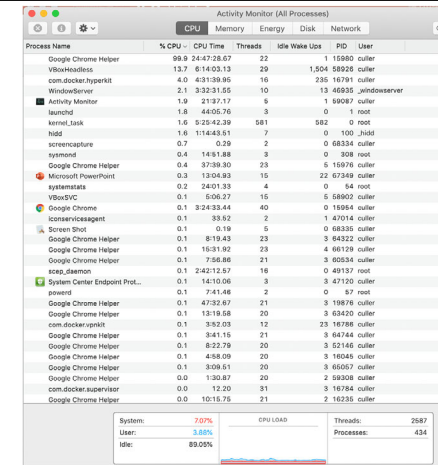 Activity Monitor (All Processes)
CPU Memory Energy Disk Network
Process Name % CPU CPU Time Threads Idle Wake Ups PID User
Google Chrome Helper 99.9 24:47:28.67 22 1 15980 culler
VBoxHeadless 13.7 6:14:03.13 29 1,504 58928 culler
com.docker.hyperkit 4.0 4:31:39.95 16 235 16791 culler
WindowServer 2.1 3:32:31.55 10 13 46935 _windowserver
Activity Monitor 1.9 21:37.17 5 1 59087 culler
launchd 1.8 44:05.76 3 0 1 root
kernel_task 1.6 5:25:42.39 581 582 0 root
hidd 1.6 1:14:43.51 7 0 100 _hidd
screencapture 0.7 0.29 2 0 68334 culler
sysmond 0.4 14:51.88 3 0 308 root
Google Chrome Helper 0.4 37:39.30 23 5 15976 culler
Microsoft PowerPoint 0.3 13:04.93 15 22 67349 culler
systemstats 0.2 24:01.33 4 0 54 root
VBoxSVC 0.1 5:06.27 15 5 58902 culler
Google Chrome 0.1 3:24:33.44 40 0 15954 culler
iconservicesagent 0.1 33.52 2 1 47014 culler
Screen Shot 0.1 0.19 5 0 68335 culler
Google Chrome Helper 0.1 8:19.43 23 3 64322 culler
Google Chrome Helper 0.1 15:31.92 23 4 66129 culler
Google Chrome Helper 0.1 7:56.86 21 3 60534 culler
scep_daemon 0.1 2:42:12.57 16 0 49137 root
System Center Endpoint Prot... 0.1 14:10.06 3 3 47120 culler
powerd 0.1 7:41.46 2 0 57 root
Google Chrome Helper 0.1 47:32.67 21 3 19876 culler
Google Chrome Helper 0.1 13:19.58 20 3 63420 culler
com.docker.vpnkit 0.1 3:52.03 12 23 16786 culler
Google Chrome Helper 0.1 3:41.15 21 3 64744 culler
Google Chrome Helper 0.1 8:22.79 20 3 52146 culler
Google Chrome Helper 0.1 4:58.09 20 3 16045 culler
Google Chrome Helper 0.1 3:09.51 20 3 65057 culler
Google Chrome Helper 0.0 1:30.87 20 2 59308 culler
com.docker.supervisor 0.0 12.20 31 3 16784 culler
Google Chrome Helper 0.0 10:15.75 21 2 16235 culler
System: 7.07% CPU LOAD Threads: 2587
User: 3.88% Processes: 434
Idle: 89.05%